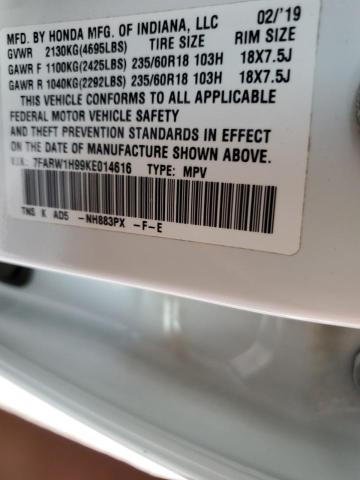 MFD. BY HONDA MFG. OF INDIANA, LLC 02/'19
GVWR 2130KG(4695LBS) TIRE SIZE RIM SIZE
GAWR F 1100KG(2425LBS) 235/60R18 103H 18X7.5J
GAWR R 1040KG(2292LBS) 235/60R18 103H 18X7.5J
THIS VEHICLE CONFORMS TO ALL APPLICABLE
FEDERAL MOTOR VEHICLE SAFETY
AND THEFT PREVENTION STANDARDS
IN EFFECT ON THE
DATE OF MANUFACTURE SHOWN ABOVE.
V.I.N.: 7FARW1H99KE014616 TYPE: MPV
TNS K AD5 -NH883PX -F-E